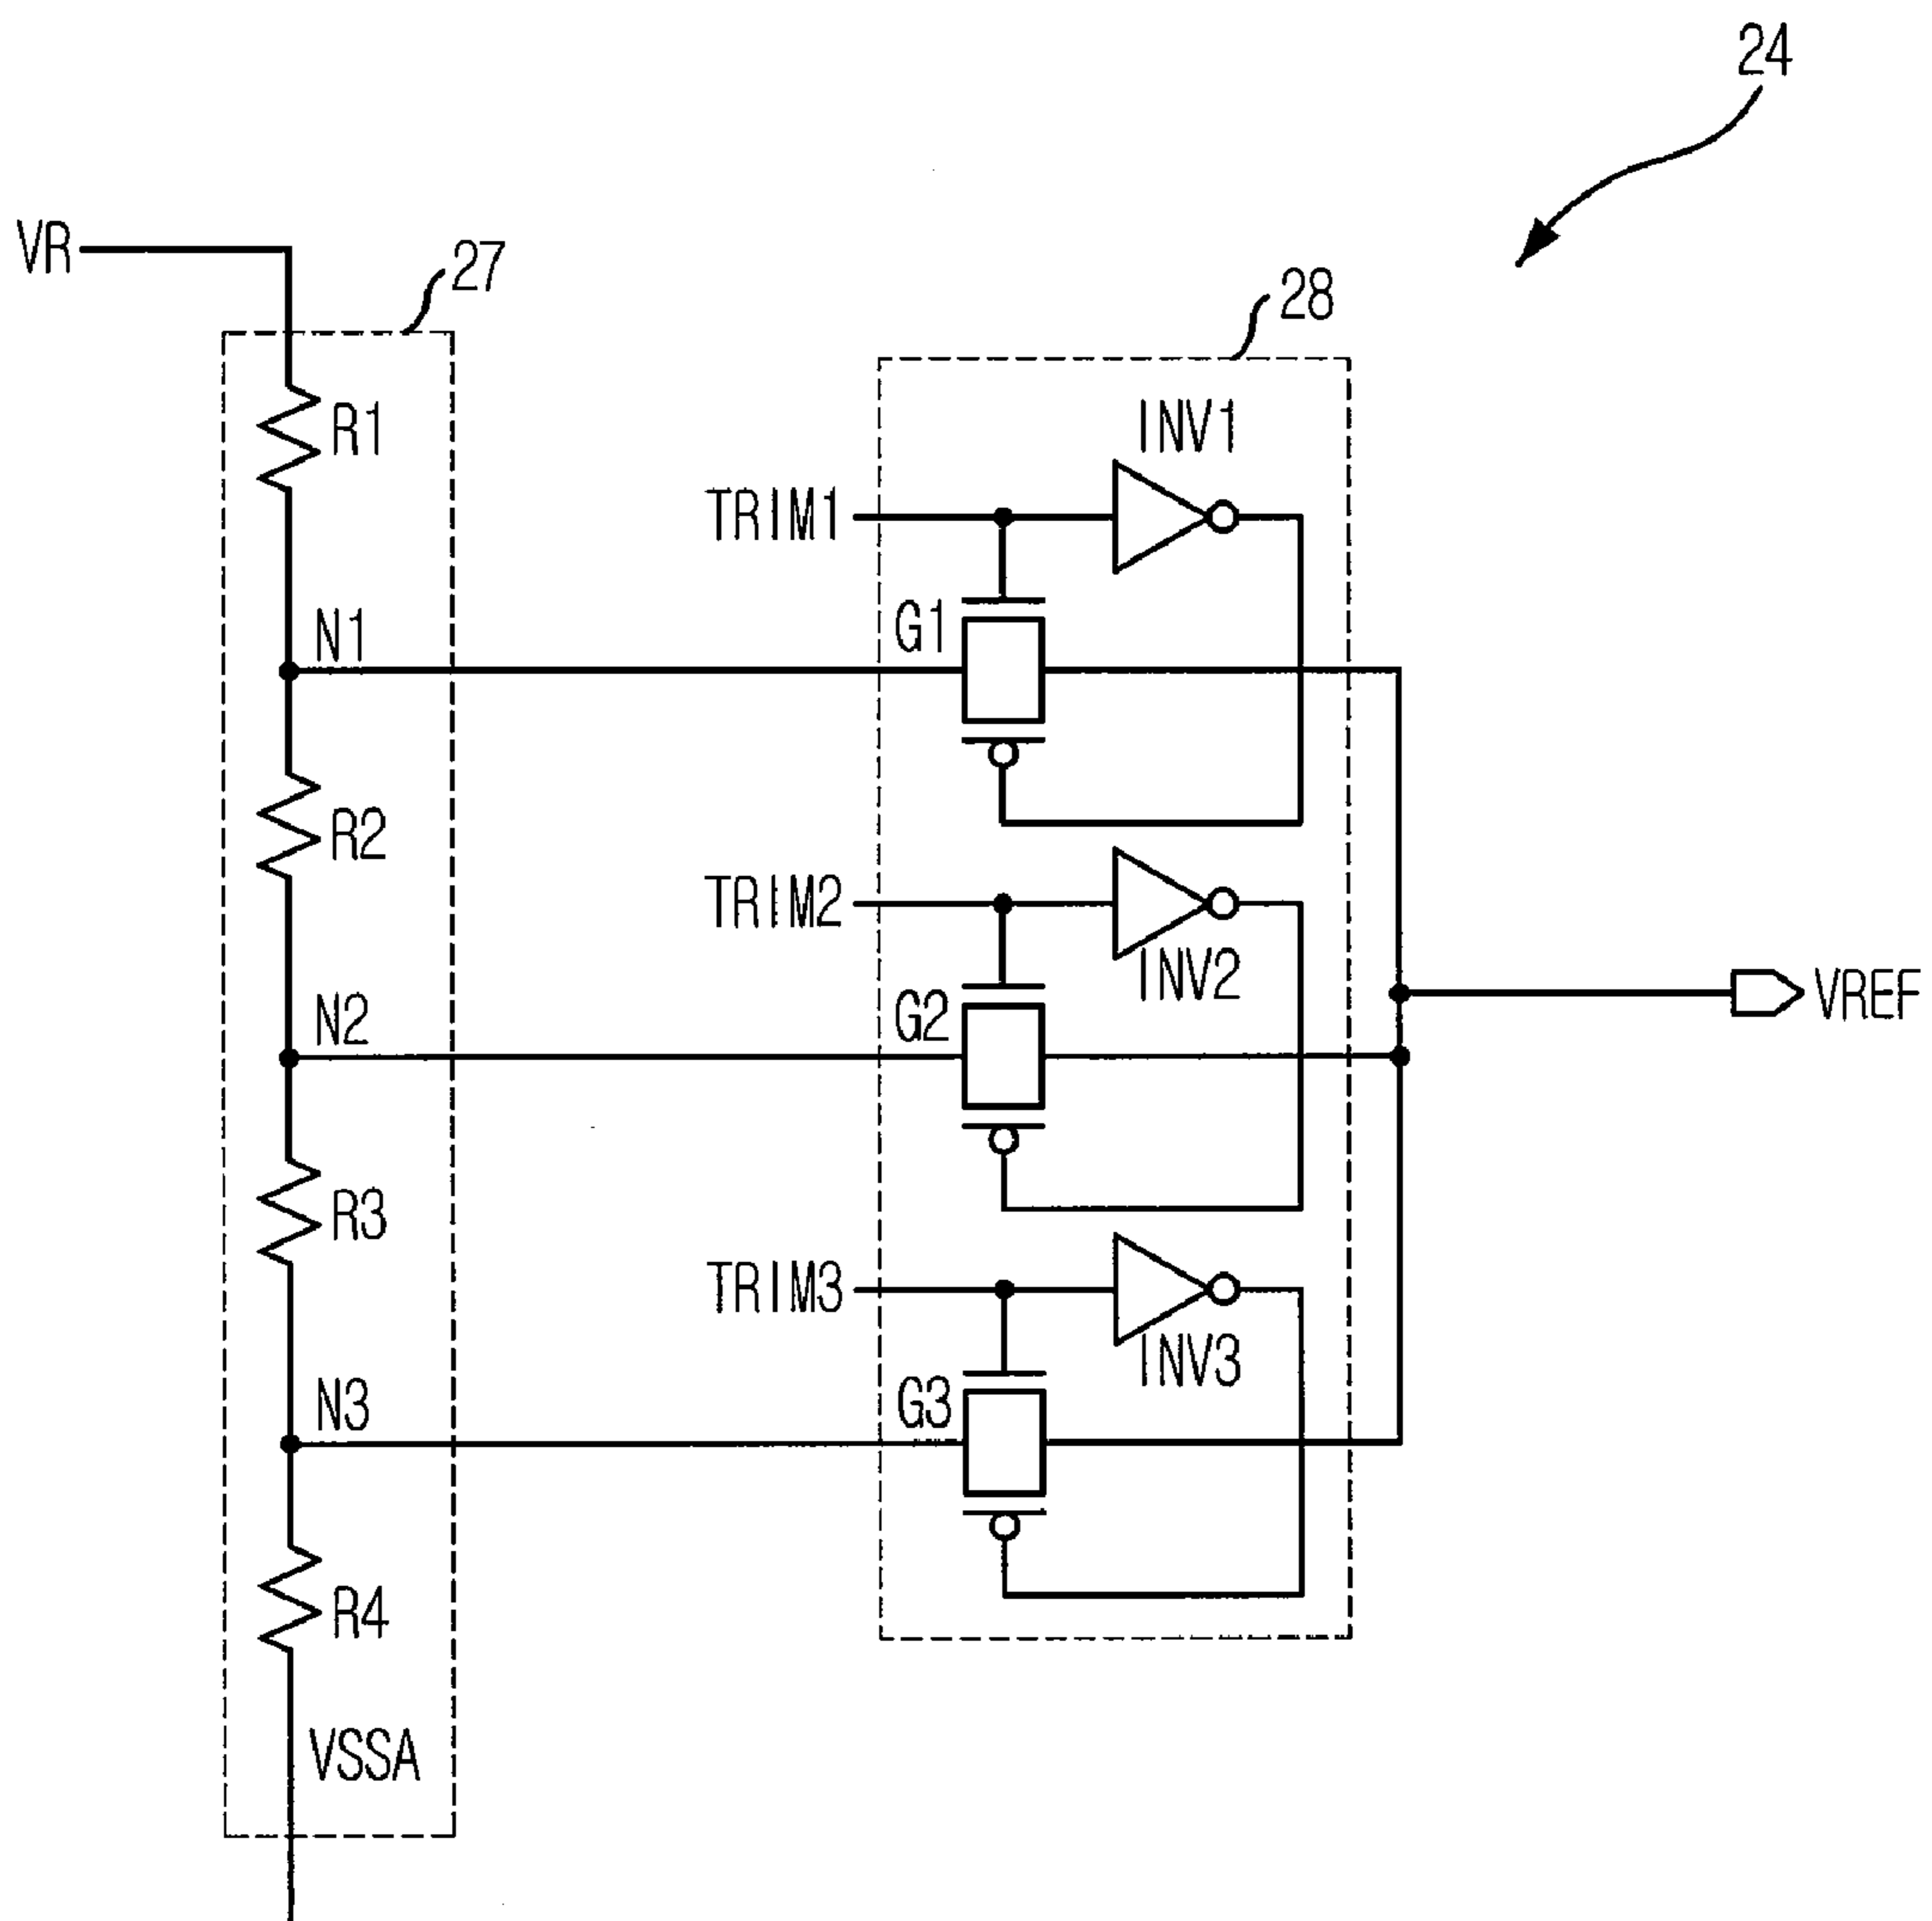 24
VR
27
28
R1
INV1
TRIM1
G1
N1
R2
TRIM2
INV2
G2
N2
VREF
R3
TRIM3
INV3
G3
N3
R4
VSSA